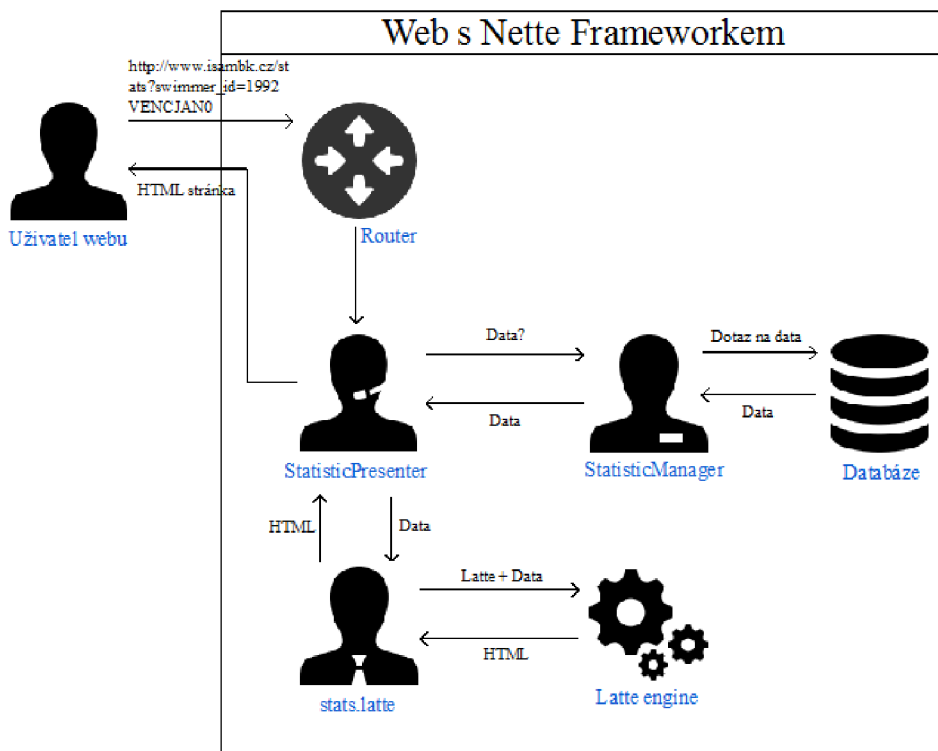 Web s Nette Frameworkem
http://www.isambk.cz/st
ats?swimmer_id=1992
VENCJAN0
HTML stránka
Uživatel webu
Router
Data?
Dotaz na data
Data
Data
StatisticPresenter
StatisticManager
Databáze
HTML
Data
Latte + Data
HTML
stats.latte
Latte engine